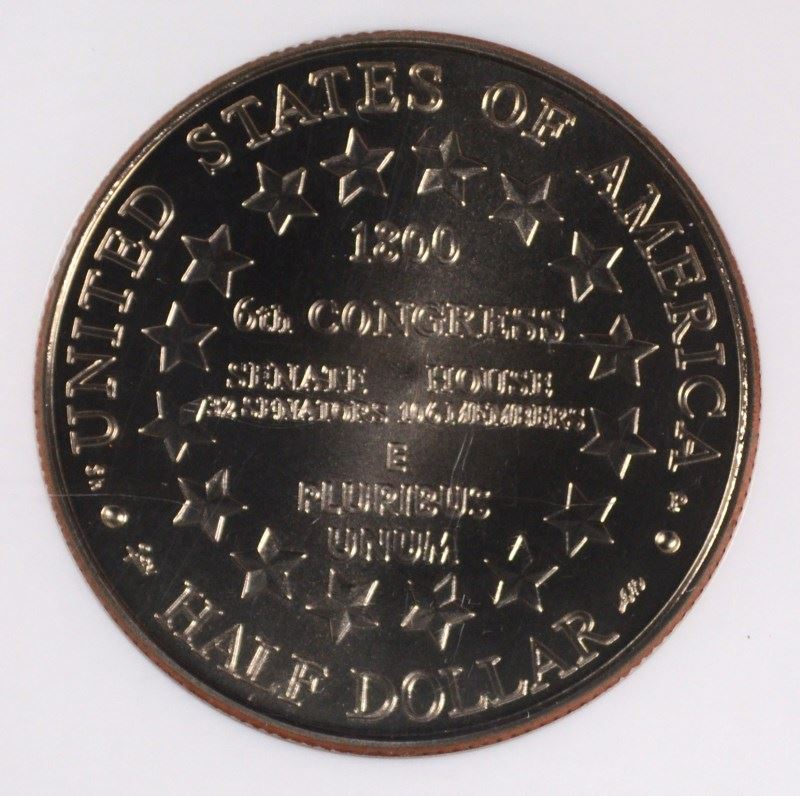 UNITED STATES OF AMERICA
1800
6th CONGRESS
SENATE HOUSE
32 SENATORS 106 MEMBERS
E
PLURIBUS
UNUM
HALF DOLLAR